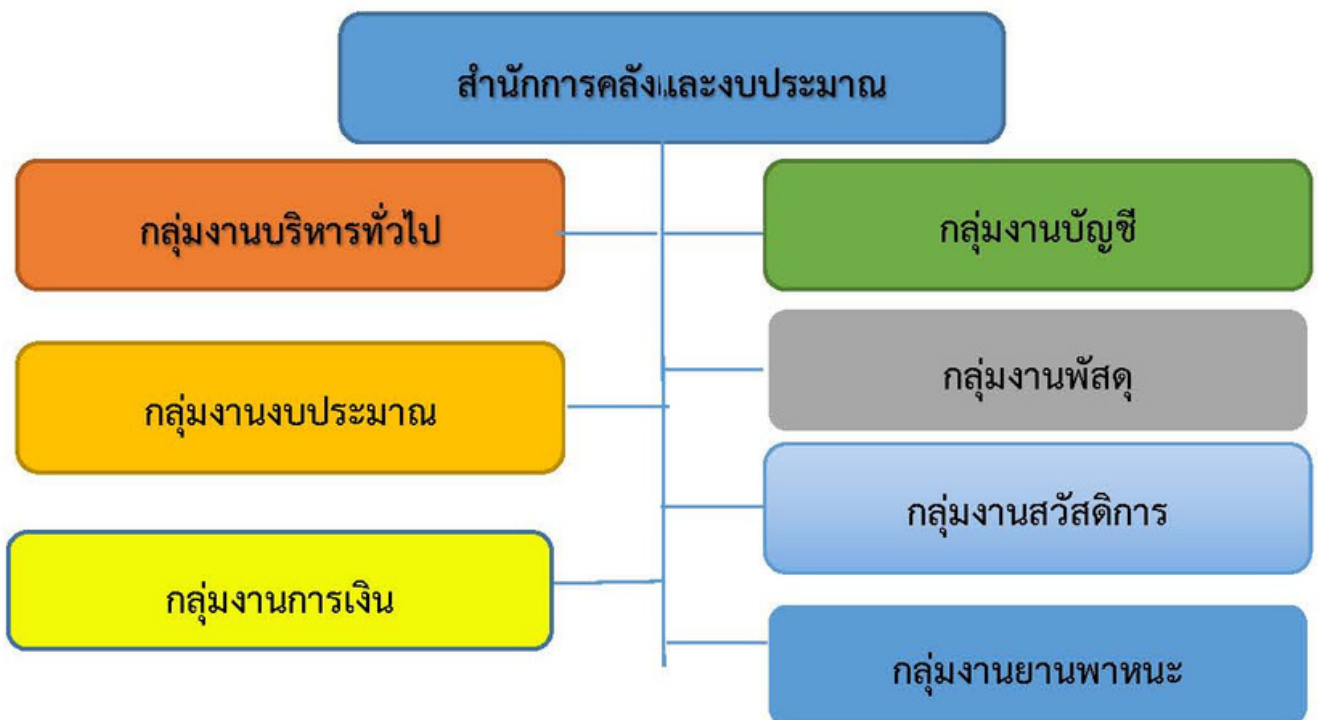 สำนักการคลังและงบประมาณ
กลุ่มงานบริหารทั่วไป
กลุ่มงานบัญชี
กลุ่มงานงบประมาณ
กลุ่มงานพัสดุ
กลุ่มงานการเงิน
กลุ่มงานสวัสดิการ
กลุ่มงานยานพาหนะ